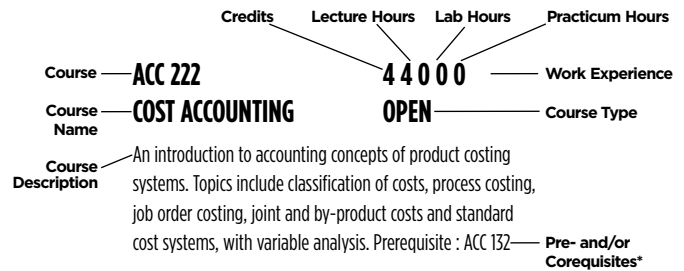 Credits Lecture Hours Lab Hours Practicum Hours
Course ACC 222 4 4 0 0 0 Work Experience
Course Name COST ACCOUNTING OPEN Course Type
Course Description An introduction to accounting concepts of product costing
systems. Topics include classification of costs, process costing,
job order costing, joint and by-product costs and standard
cost systems, with variable analysis. Prerequisite : ACC 132 Pre- and/or
Corequisites*